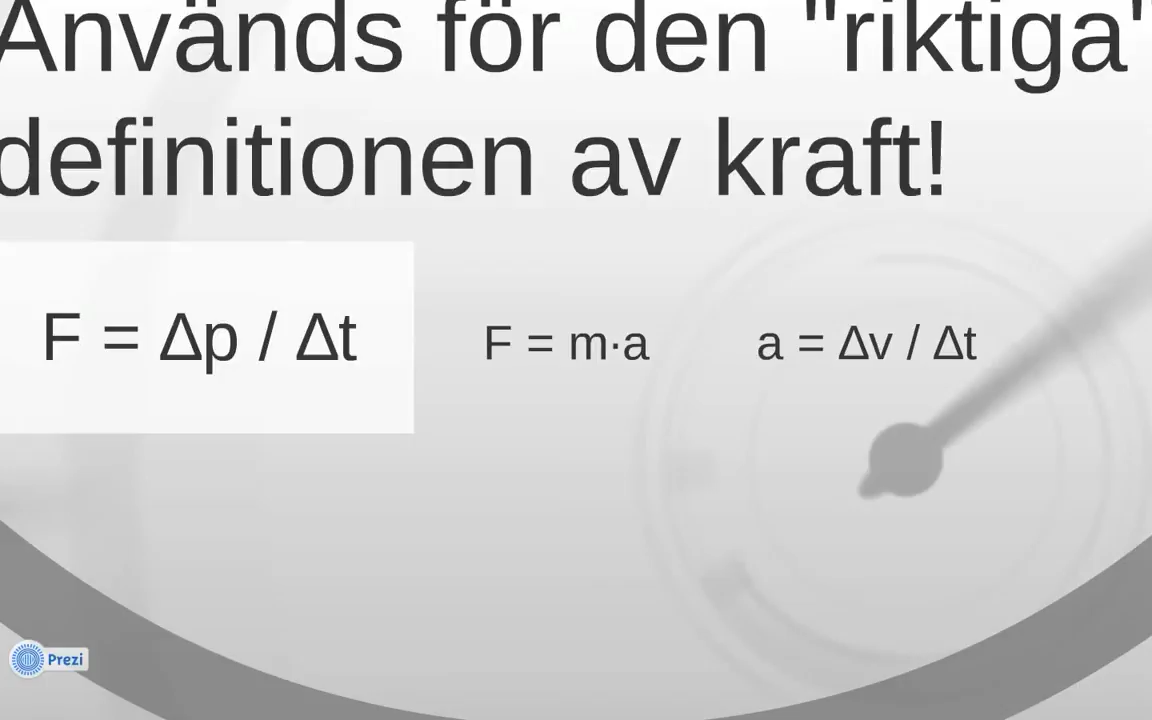 Används för den "riktiga"
definitionen av kraft!
F = Δp / Δt F = m·a a = Δv / Δt
Prezi